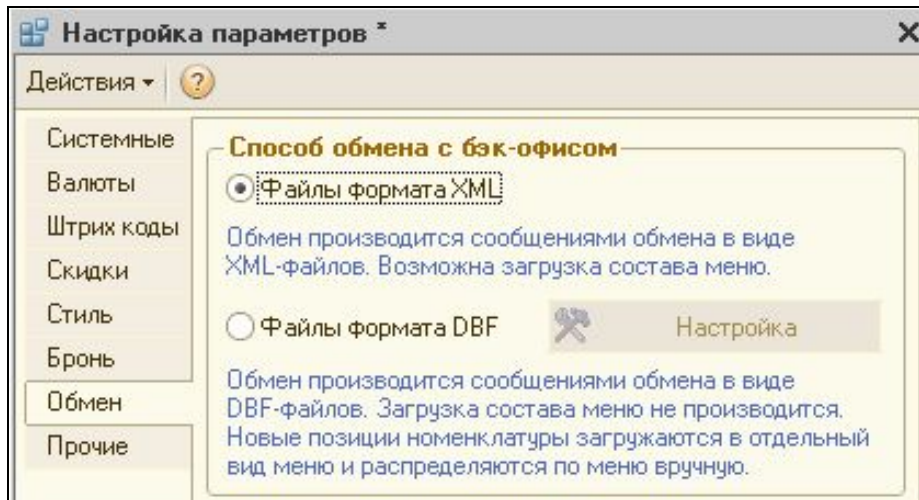 Настройка параметров *
Действия
Системные
Валюты
Штрих коды
Скидки
Стиль
Бронь
Обмен
Прочие
Способ обмена с бэк-офисом
Файлы формата XML
Обмен производится сообщениями обмена в виде
XML-файлов. Возможна загрузка состава меню.
Файлы формата DBF
Настройка
Обмен производится сообщениями обмена в виде
DBF-файлов. Загрузка состава меню не производится.
Новые позиции номенклатуры загружаются в отдельный
вид меню и распределяются по меню вручную.